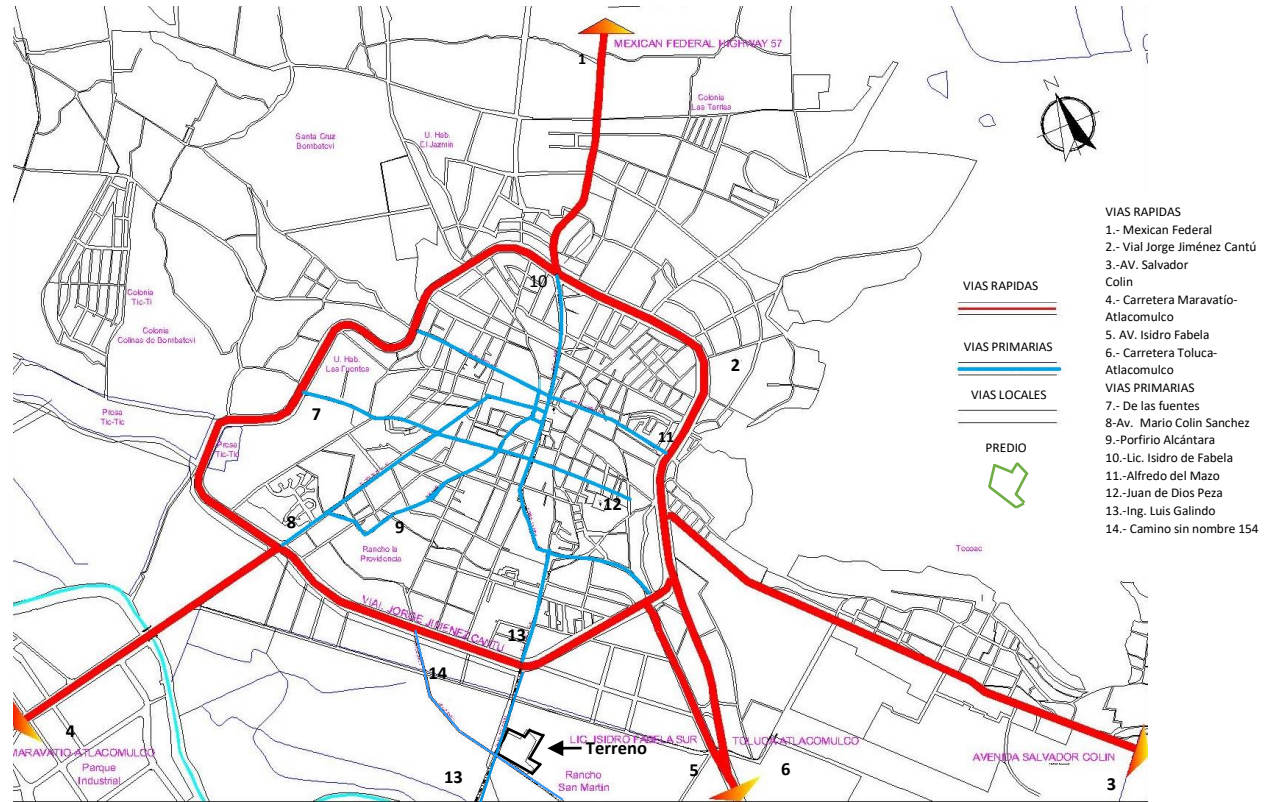 MEXICAN FEDERAL HIGHWAY 57
1
N
Colonia
Las Tarrias
Santa Cruz
Bombatevi
U. Hab.
El Jazmin
VIAS RAPIDAS
1.- Mexican Federal
2.- Vial Jorge Jiménez Cantú
3.-AV. Salvador
Colin
4.- Carretera Maravatío-
Atlacomulco
5. AV. Isidro Fabela
6.- Carretera Toluca-
Atlacomulco
VIAS PRIMARIAS
7.- De las fuentes
8-Av. Mario Colin Sanchez
9.-Porfirio Alcántara
10.-Lic. Isidro de Fabela
11.-Alfredo del Mazo
12.-Juan de Dios Peza
13.-Ing. Luis Galindo
14.- Camino sin nombre 154
VIAS RAPIDAS
VIAS PRIMARIAS
VIAS LOCALES
PREDIO
10
Colonia
Tic-Ti
Colonia
Colinas de Bombatevi
U. Hab.
Las Fuentes
2
7
Presa
Tic-Tic
Presa
Tic-Tic
11
12
8
9
Rancho la
Providencia
Tecoac
VIAL JORGE JIMENEZ CANTU
13
14
4
MARAVATIO ATLACOMULCO
Parque
Industrial
LIC. ISIDRO FABELA SUR
Terreno
TOLUCA ATLACOMULCO
AVENIDA SALVADOR COLIN
13
Rancho
San Martin
5
6
3